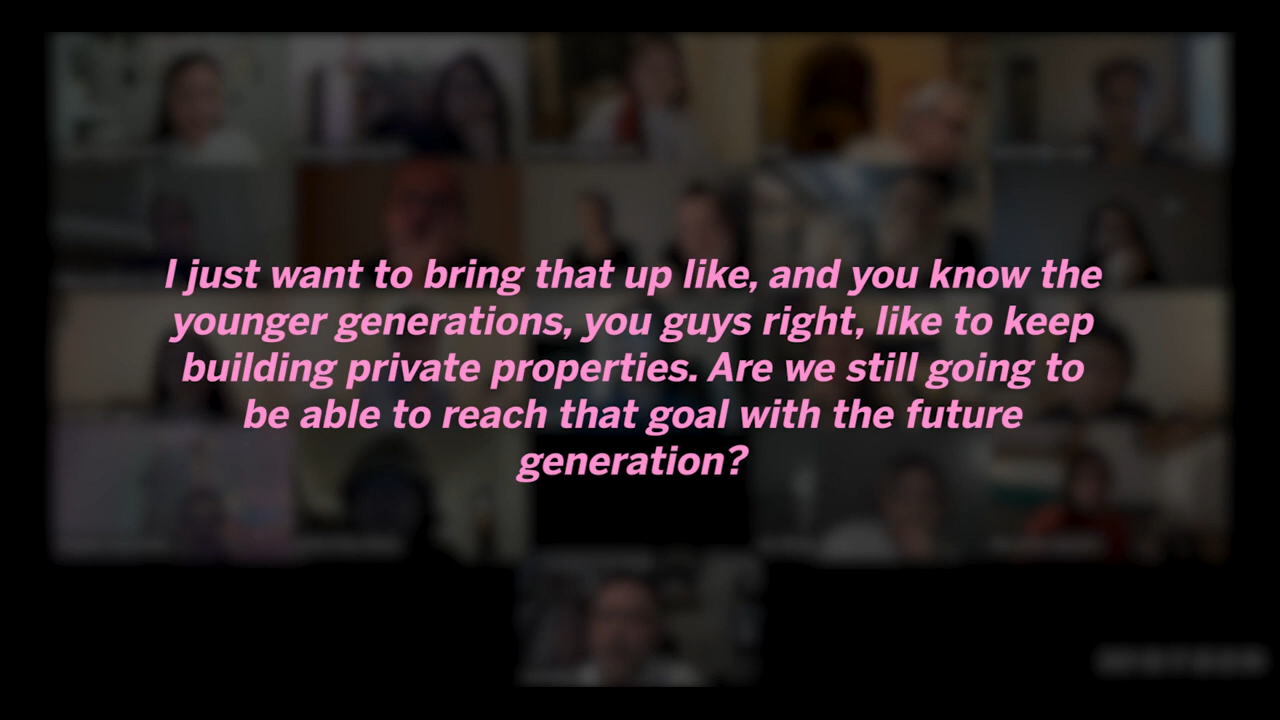 I just want to bring that up like, and you know the
younger generations, you guys right, like to keep
building private properties. Are we still going to
be able to reach that goal with the future
generation?